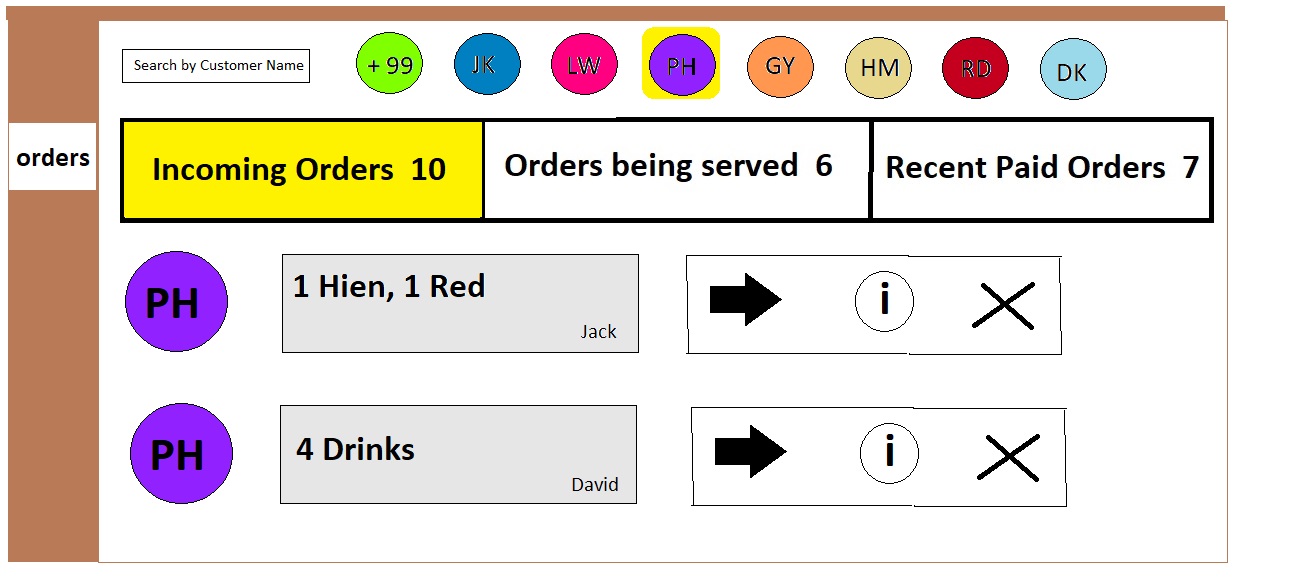 Search by Customer Name
+ 99
JK
LW
PH
GY
HM
RD
DK
orders
Incoming Orders 10
Orders being served 6
Recent Paid Orders 7
PH
1 Hien, 1 Red
Jack
i
PH
4 Drinks
David
i